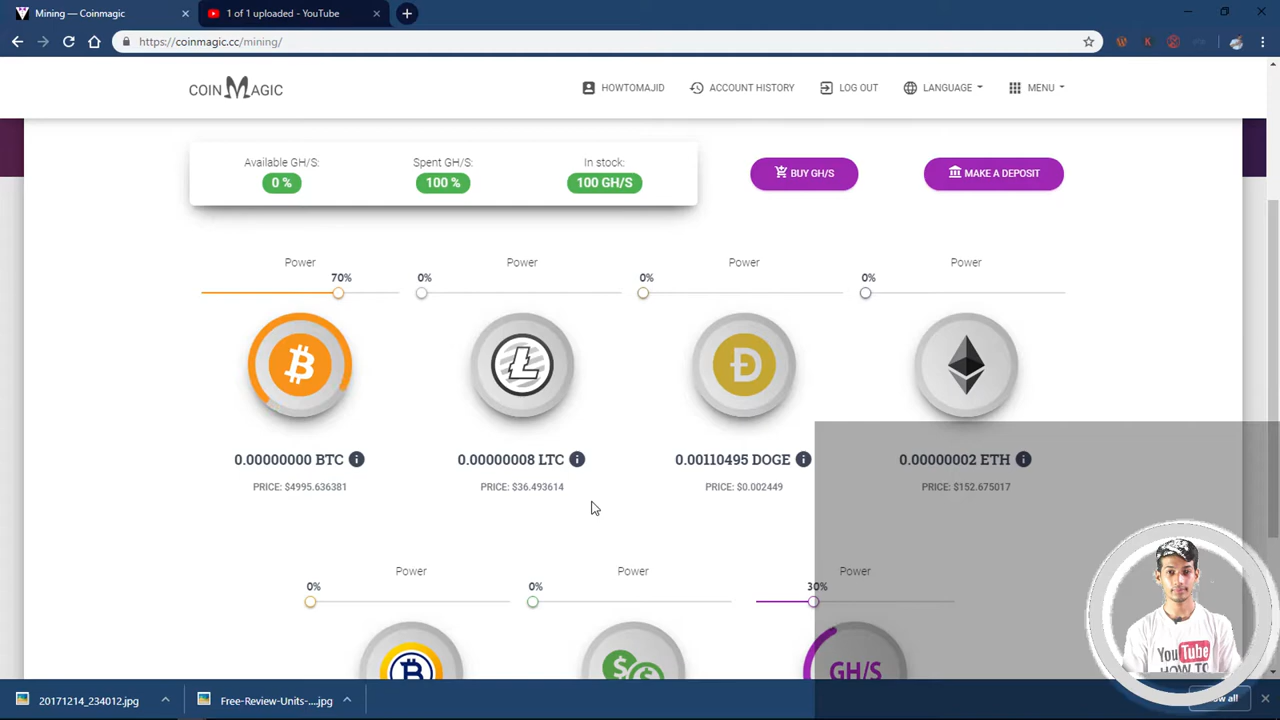 Mining — Coinmagic
1 of 1 uploaded - YouTube
https://coinmagic.cc/mining/
COIN MAGIC
HOWTOMAJID
ACCOUNT HISTORY
LOG OUT
LANGUAGE
MENU
Available GH/S:
Spent GH/S:
In stock:
0 %
100 %
100 GH/S
BUY GH/S
MAKE A DEPOSIT
Power
Power
Power
Power
70%
0%
0%
0%
0.00000000 BTC
0.00000008 LTC
0.00110495 DOGE
0.00000002 ETH
PRICE: $4995.636381
PRICE: $36.493614
PRICE: $0.002449
PRICE: $152.675017
Power
Power
Power
0%
0%
30%
GH/S
You Tube
HOW TO
20171214_234012.jpg
Free-Review-Units-....jpg